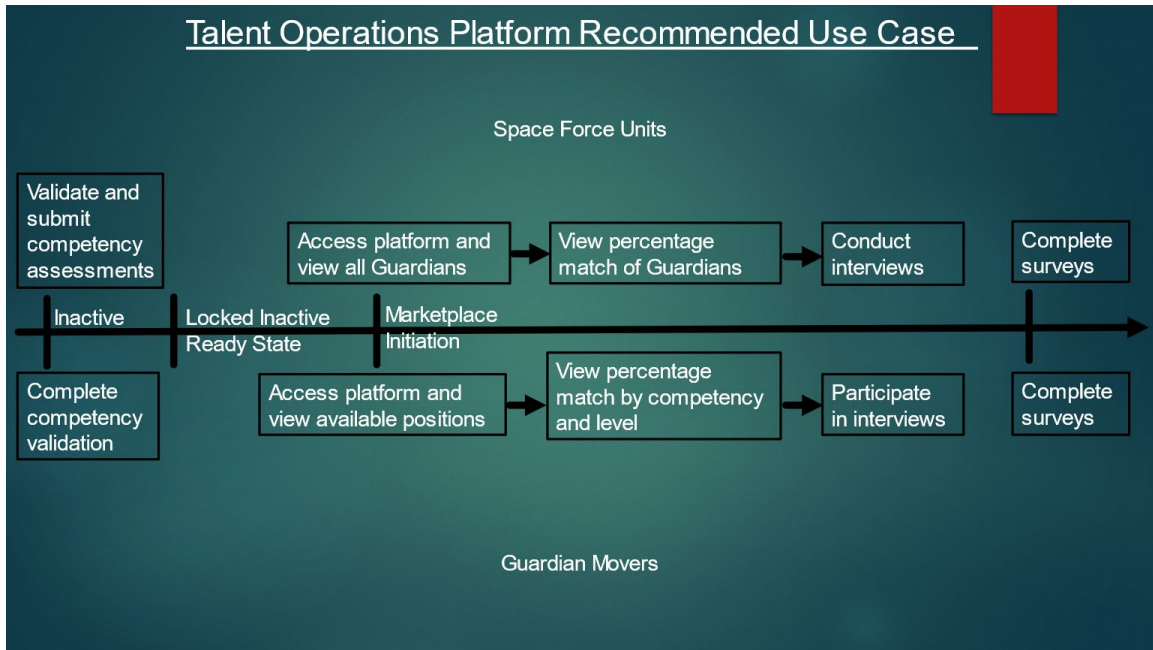 Talent Operations Platform Recommended Use Case
Space Force Units
Validate and
submit
competency
assessments
Access platform and
view all Guardians
View percentage
match of Guardians
Conduct
interviews
Complete
surveys
Inactive
Locked Inactive
Ready State
Marketplace
Initiation
Complete
competency
validation
Access platform and
view available positions
View percentage
match by competency
and level
Participate
in interviews
Complete
surveys
Guardian Movers